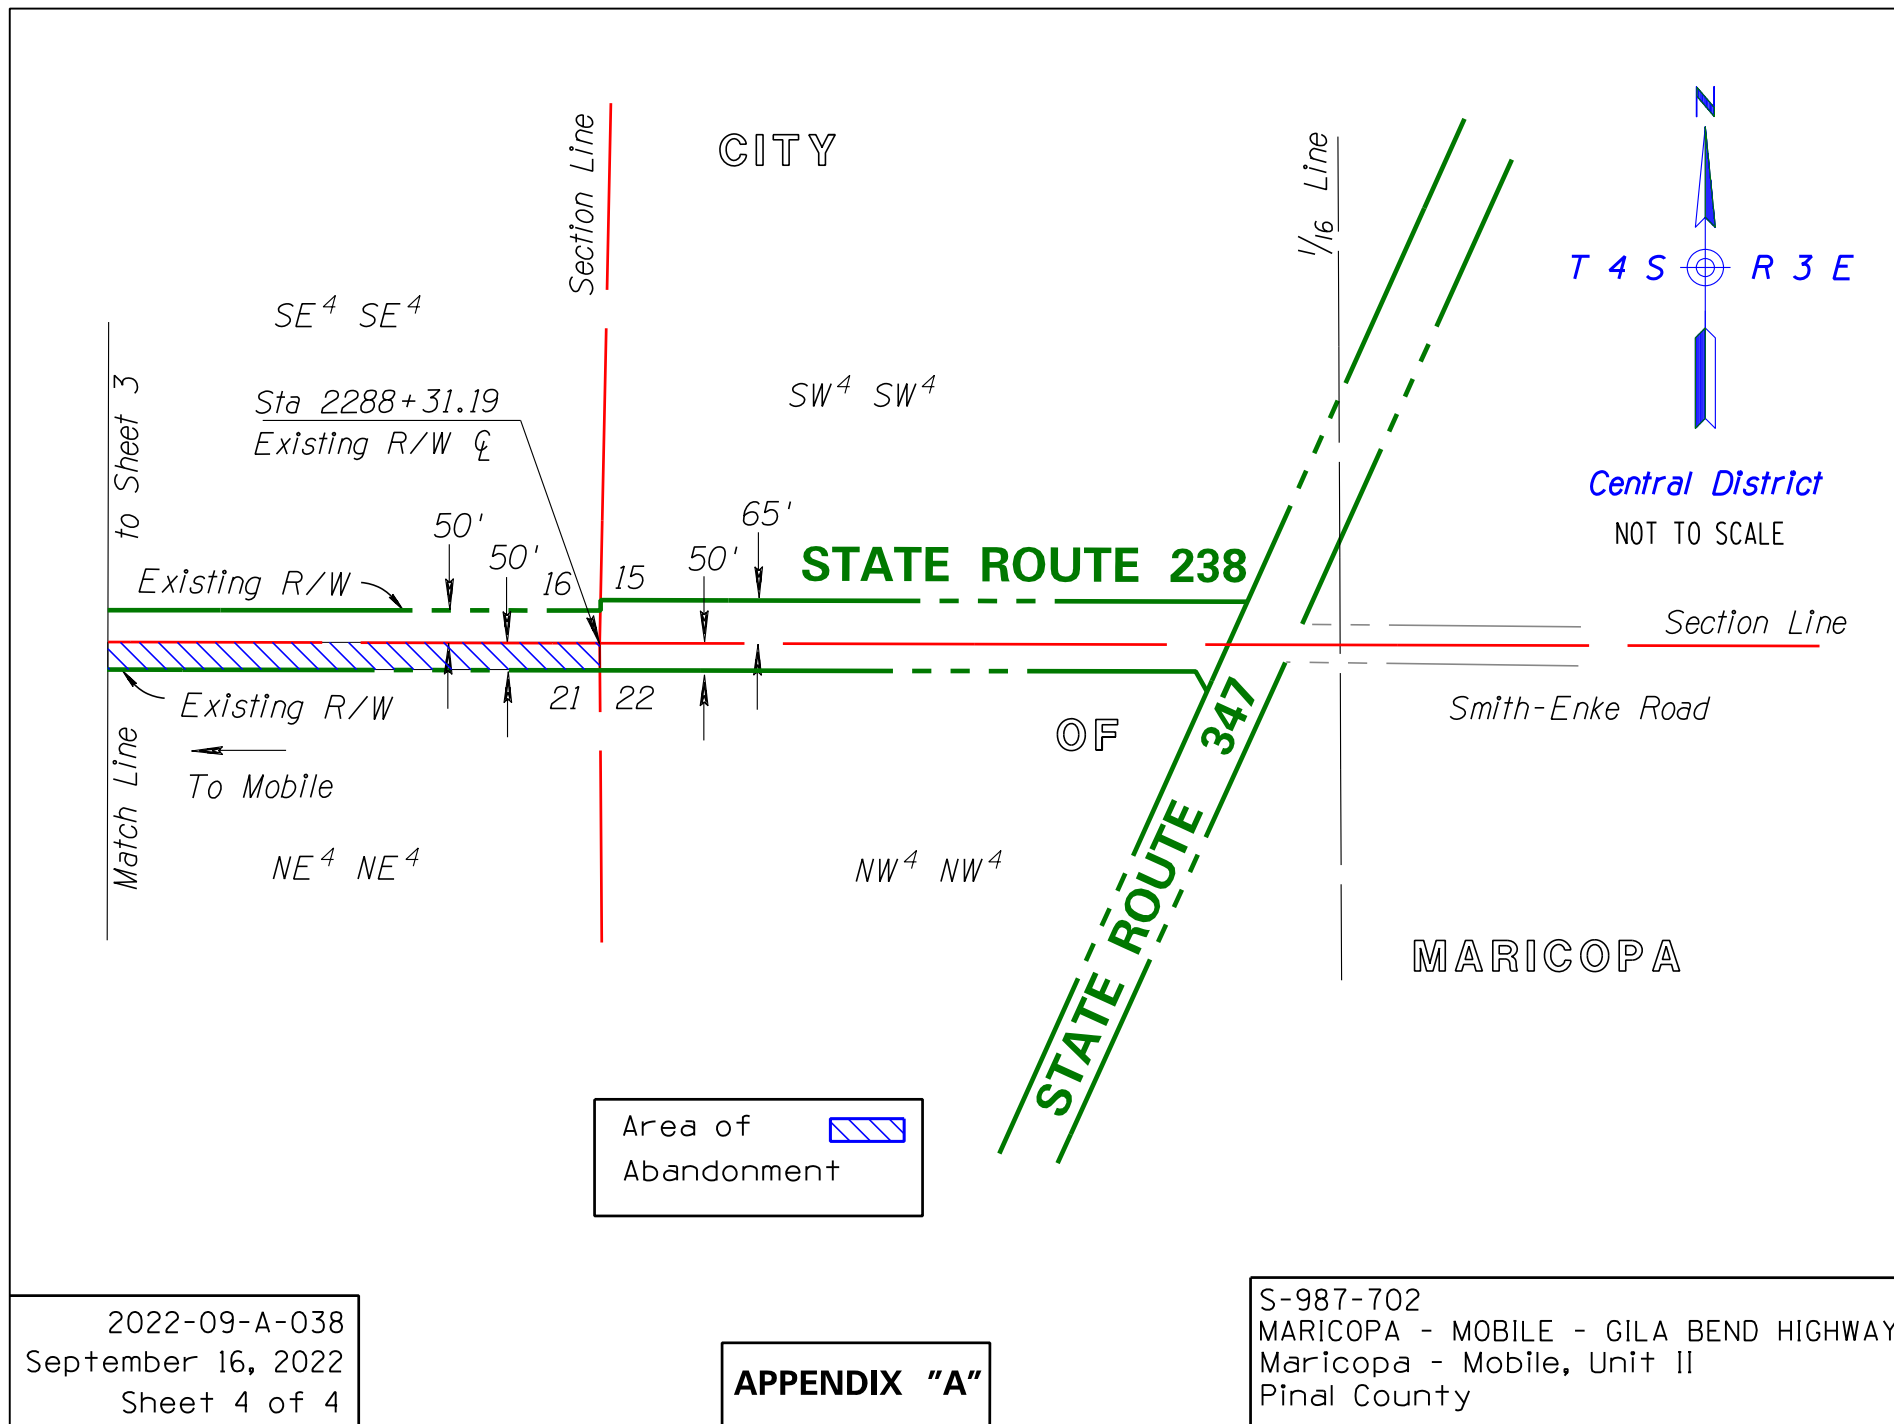 CITY
N
T 4 S R 3 E
Central District
NOT TO SCALE
Section Line
1/16 Line
SE4 SE4
SW4 SW4
to Sheet 3
Sta 2288+31.19
Existing R/W ℄
50'
50'
65'
50'
STATE ROUTE 238
Existing R/W
16
15
Section Line
21
22
Existing R/W
To Mobile
Match Line
OF
STATE ROUTE 347
Smith-Enke Road
NE4 NE4
NW4 NW4
MARICOPA
Area of
Abandonment
2022-09-A-038
September 16, 2022
Sheet 4 of 4
APPENDIX "A"
S-987-702
MARICOPA - MOBILE - GILA BEND HIGHWAY
Maricopa - Mobile, Unit II
Pinal County